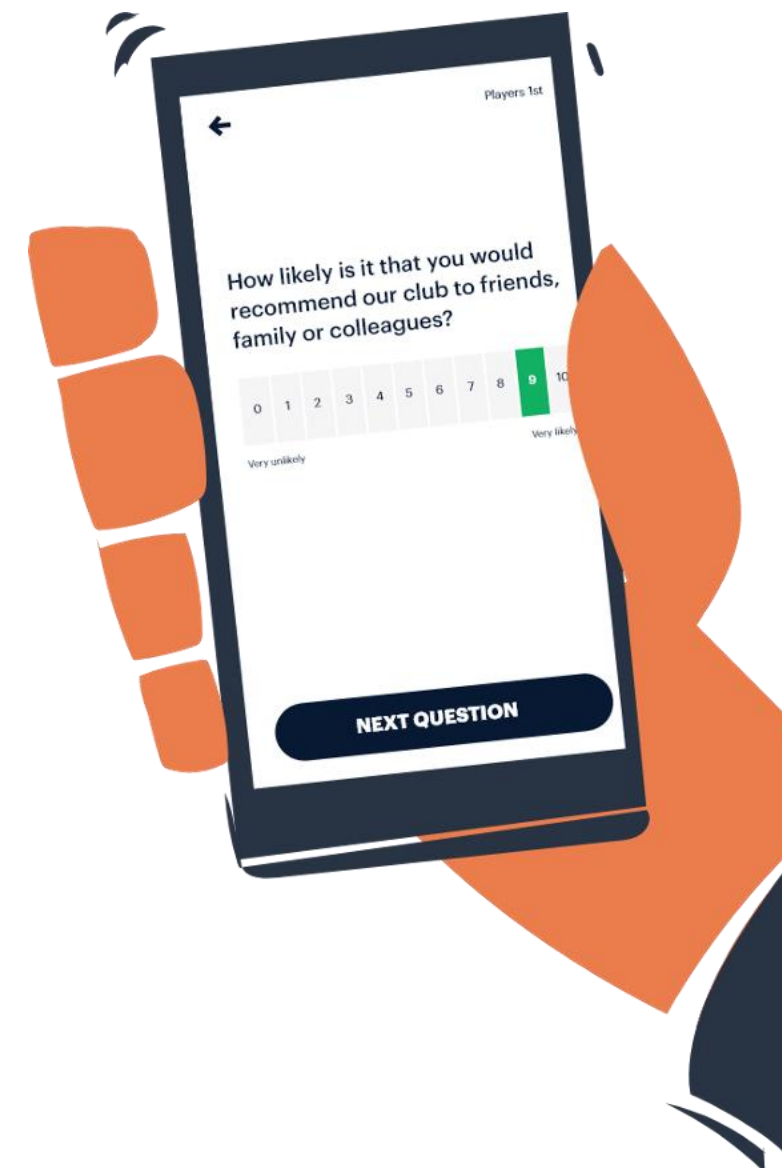 Players 1st
How likely is it that you would
recommend our club to friends,
family or colleagues?
0 1 2 3 4 5 6 7 8 9 10
Very unlikely Very likely
NEXT QUESTION